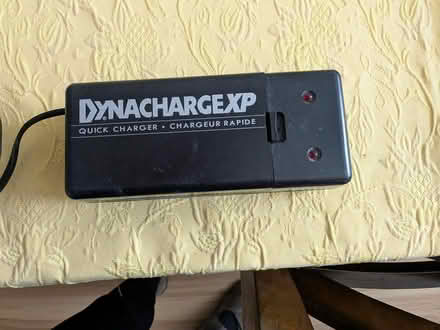 DYNACHARGEXP
QUICK CHARGER • CHARGEUR RAPIDE